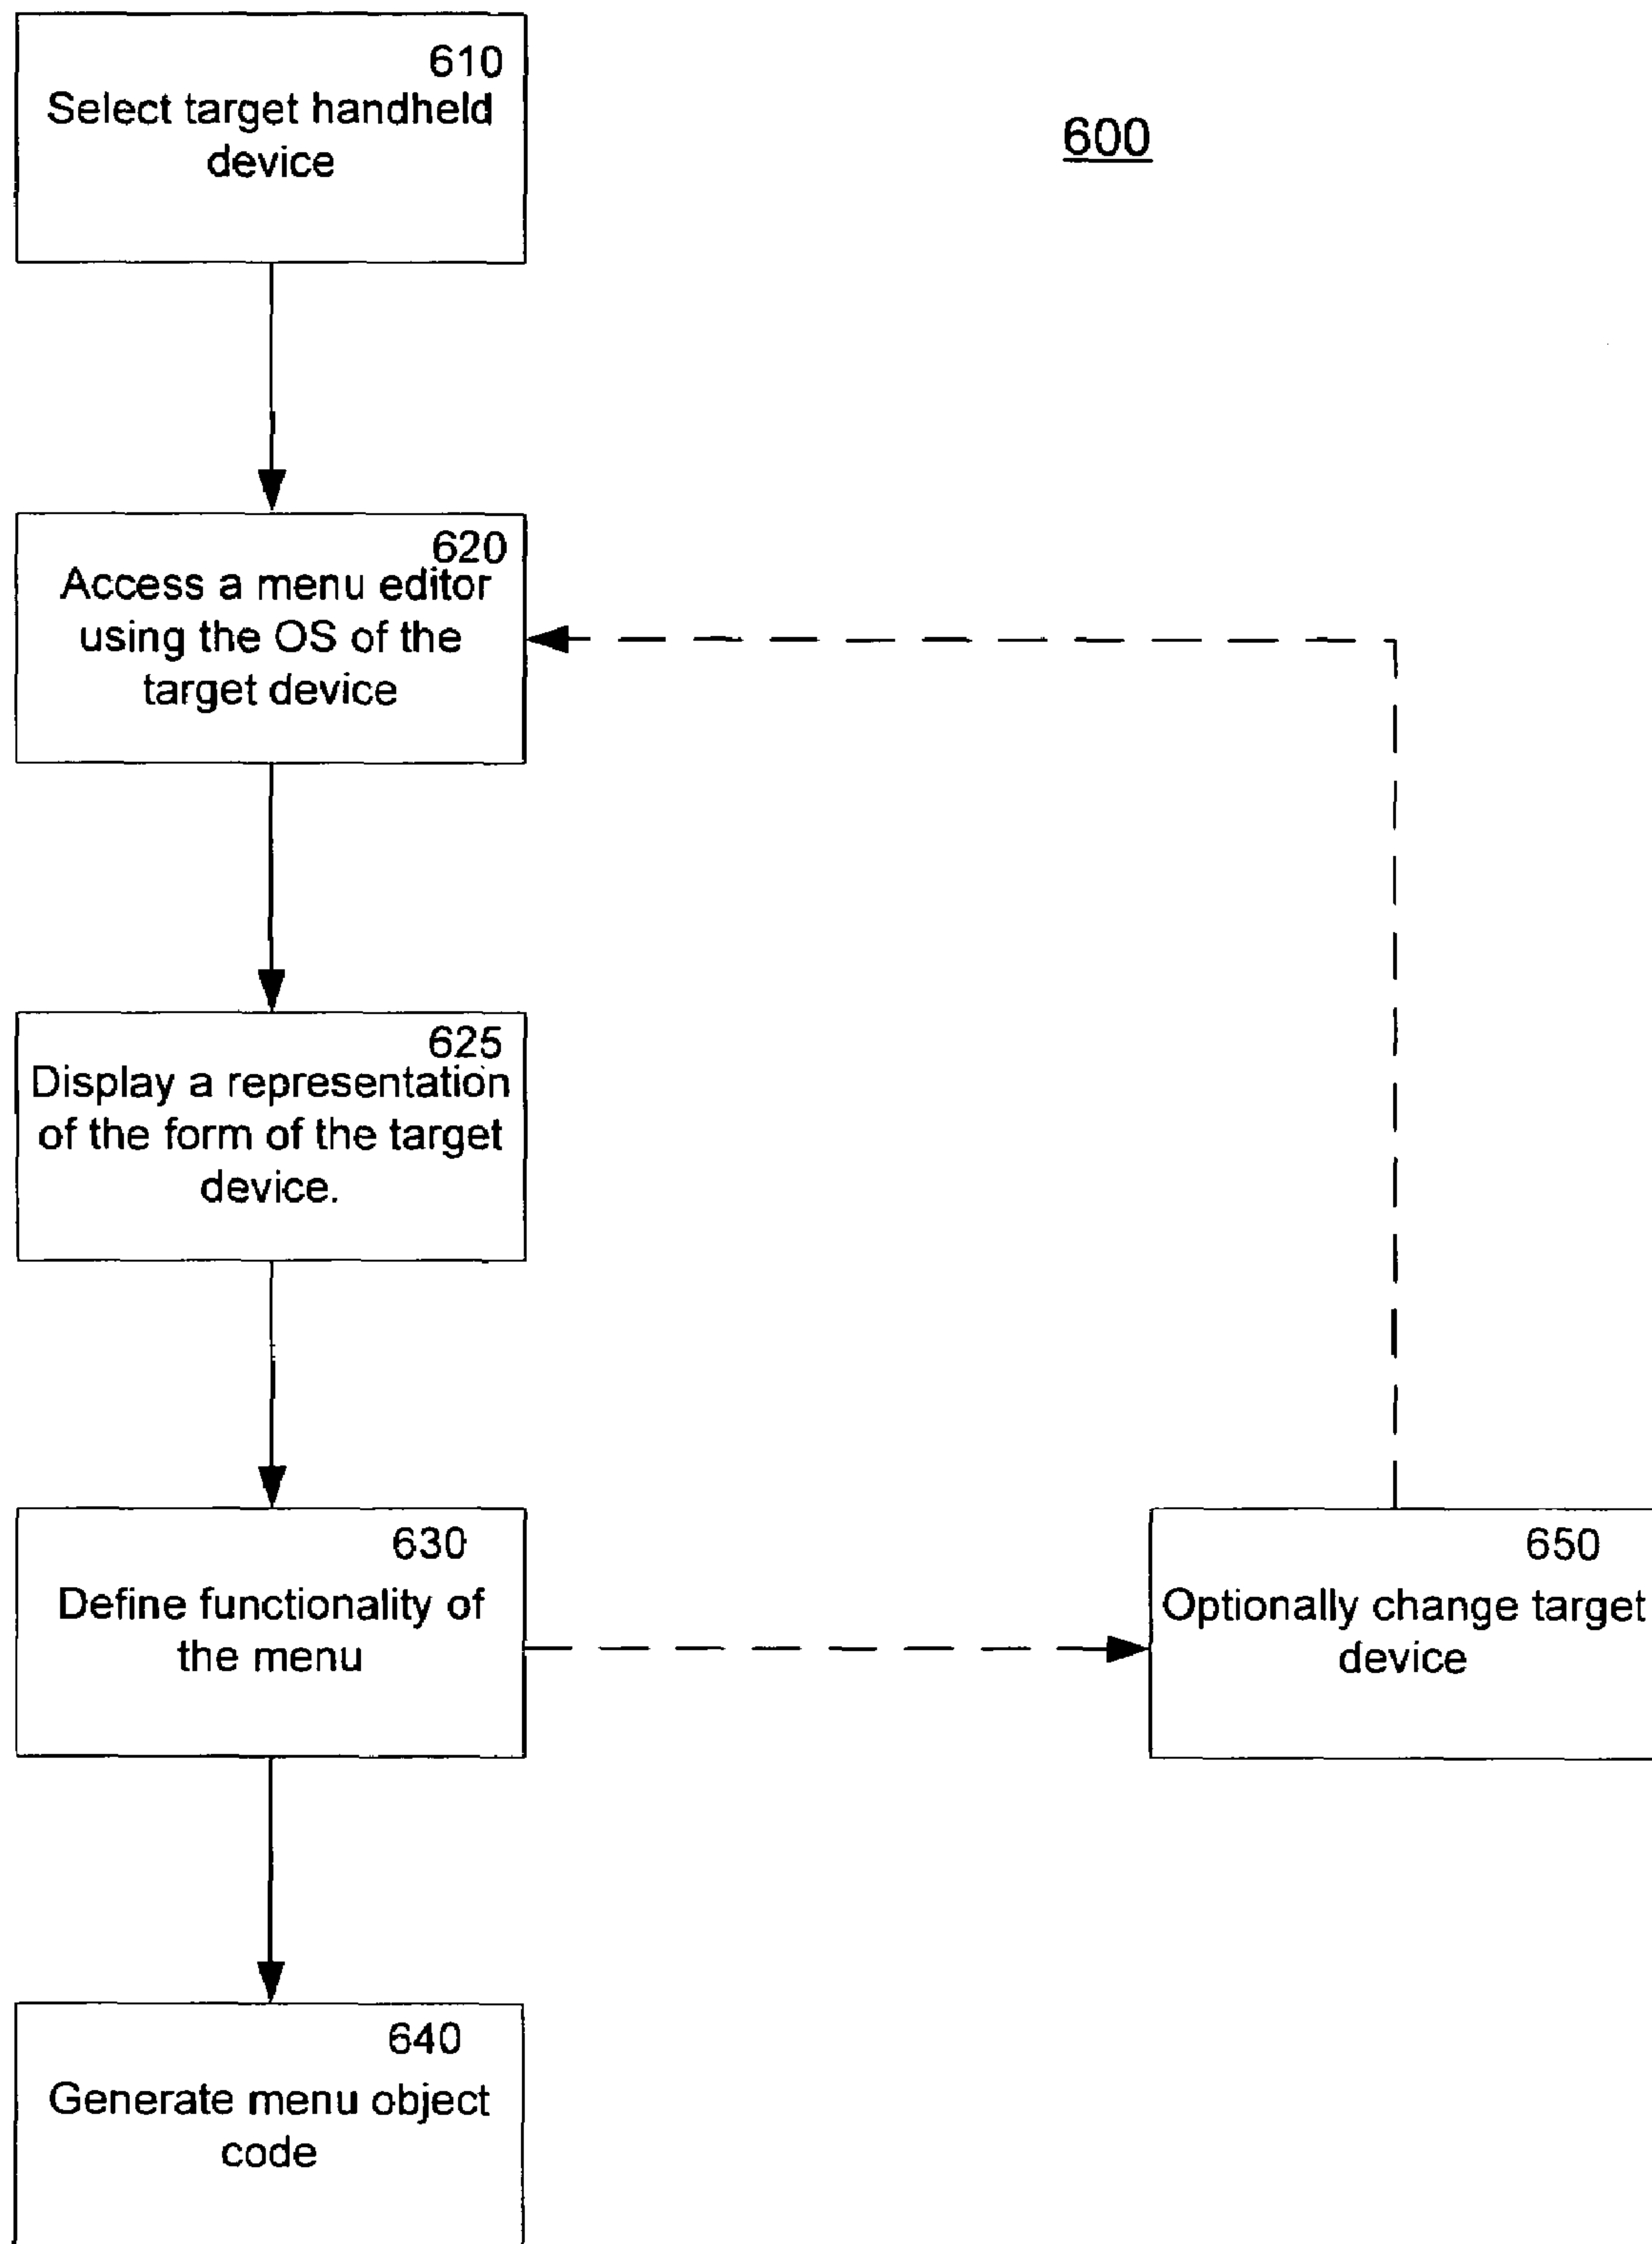 610
Select target handheld
device
600
620
Access a menu editor
using the OS of the
target device
625
Display a representation
of the form of the target
device.
630
Define functionality of
the menu
650
Optionally change target
device
640
Generate menu object
code